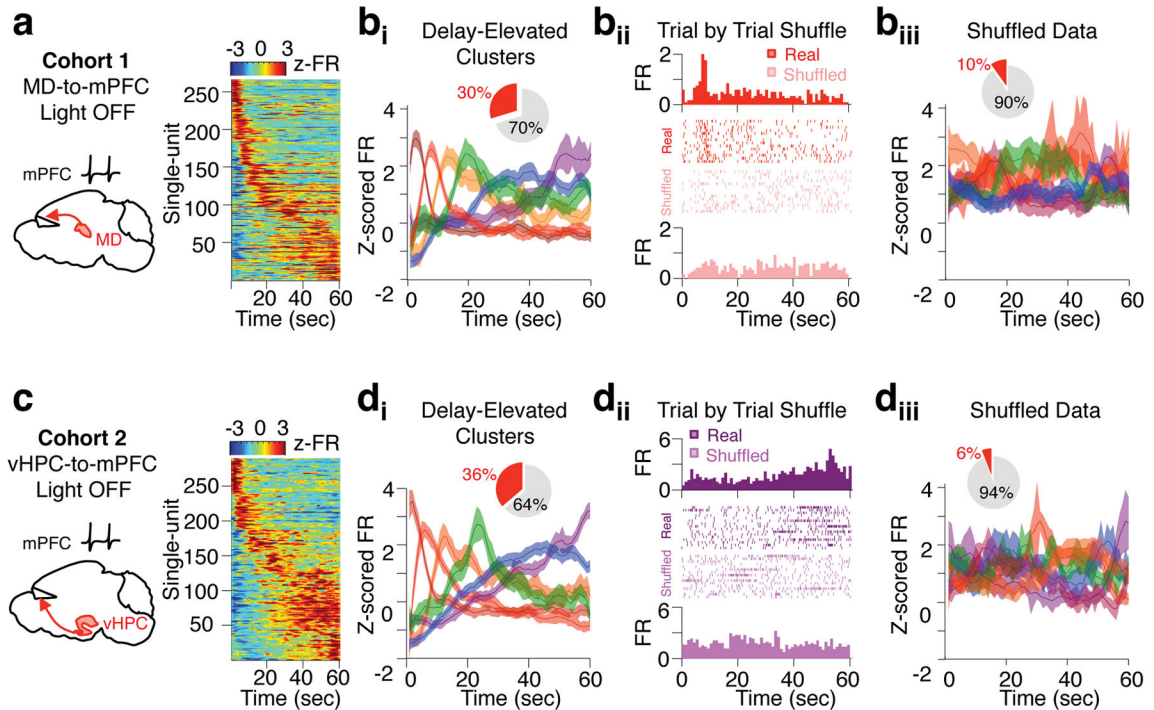 a
Cohort 1
MD-to-mPFC
Light OFF
mPFC
MD
-3 0 3
z-FR
Single-unit
250
200
150
100
50
20 40 60
Time (sec)
bi
Delay-Elevated
Clusters
30%
70%
Z-scored FR
4
2
0
-2
0 20 40 60
Time (sec)
bii
Trial by Trial Shuffle
Real
Shuffled
FR
2
0
Real
Shuffled
FR
2
0
0 20 40 60
Time (sec)
biii
Shuffled Data
10%
90%
Z-scored FR
4
2
0
-2
0 20 40 60
Time (sec)
c
Cohort 2
vHPC-to-mPFC
Light OFF
mPFC
vHPC
-3 0 3
z-FR
Single-unit
250
200
150
100
50
20 40 60
Time (sec)
di
Delay-Elevated
Clusters
36%
64%
Z-scored FR
4
2
0
-2
0 20 40 60
Time (sec)
dii
Trial by Trial Shuffle
Real
Shuffled
FR
6
0
Real
Shuffled
FR
6
0
0 20 40 60
Time (sec)
diii
Shuffled Data
6%
94%
Z-scored FR
4
2
0
-2
0 20 40 60
Time (sec)